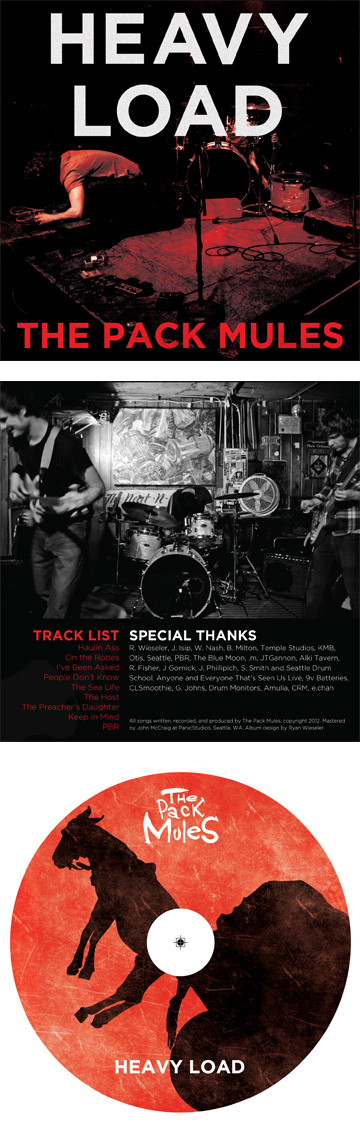 HEAVY
LOAD
THE PACK MULES
TRACK LIST
Haulin Ass
On the Ropes
I've Been Asked
People Don't Know
The Sea Life
The Host
The Preacher's Daughter
Keep in Mind
PBR
SPECIAL THANKS
R. Wieseler, J. Isip, W. Nash, B. Milton, Temple Studios, KMB,
Otis, Seattle, PBR, The Blue Moon, .m, JTGannon, Alki Tavern,
R. Fisher, J Gornick, J. Phillipich, S. Smith and Seattle Drum
School, Anyone and Everyone That's Seen Us Live, 9v Batteries,
CLSmoothie, G. Johns, Drum Monitors, Amulia, CRM, e.chan
All songs written, recorded, and produced by The Pack Mules, copyright 2012. Mastered
by John McCraig at PanicStudios, Seattle, WA. Album design by Ryan Wieseler.
The
Pack
MuleS
HEAVY LOAD